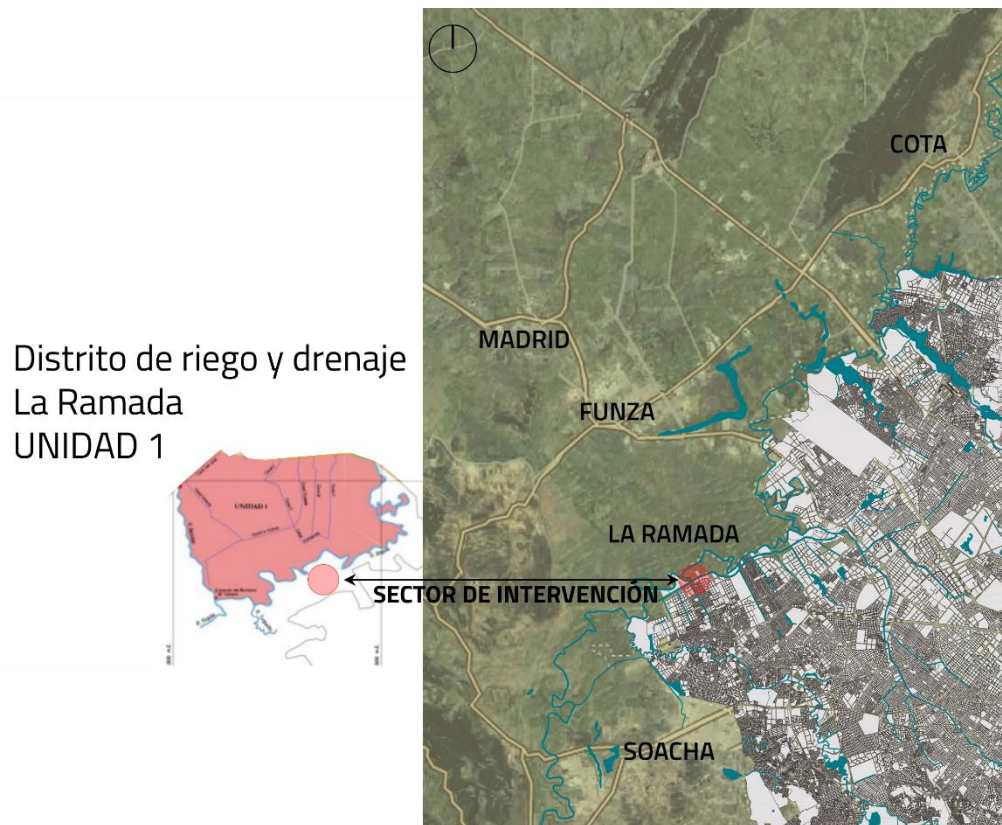 Distrito de riego y drenaje
La Ramada
UNIDAD 1
UNIDAD 1
COTA
MADRID
FUNZA
LA RAMADA
SECTOR DE INTERVENCIÓN
SOACHA